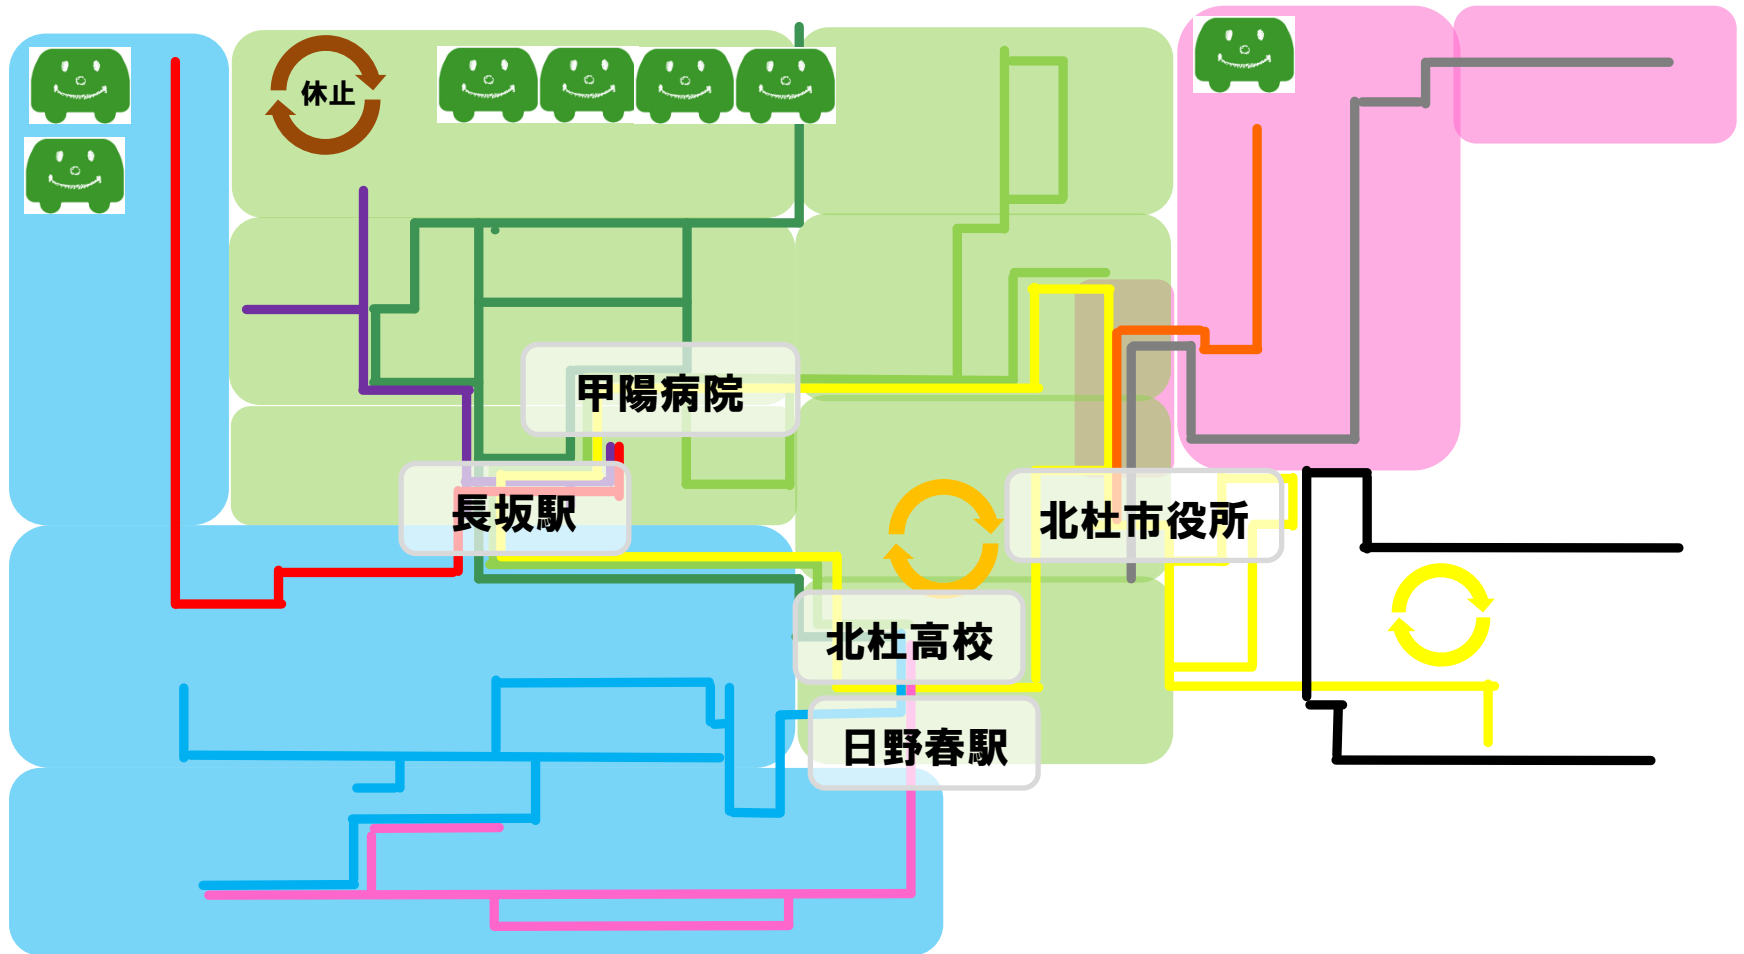 休止
甲陽病院
長坂駅
北杜市役所
北杜高校
日野春駅